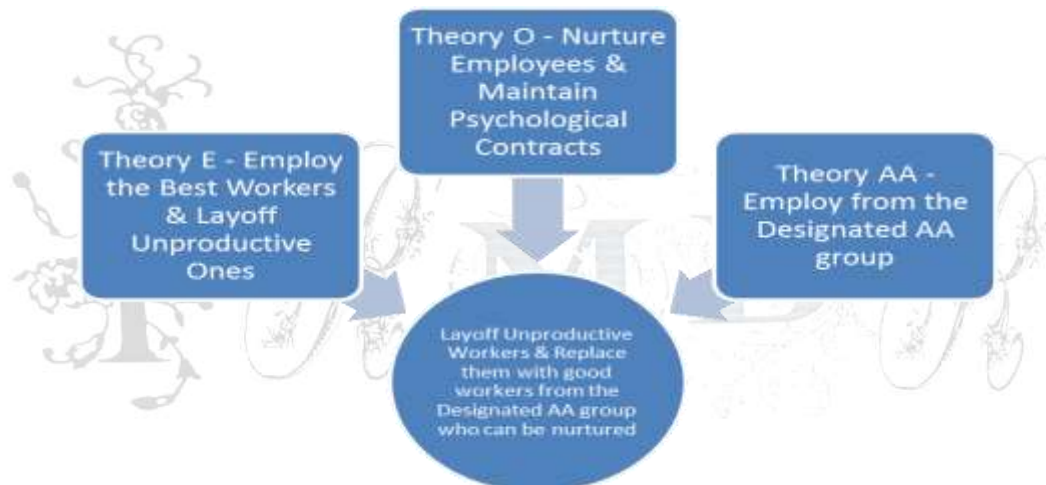 Theory O - Nurture
Employees &
Maintain
Psychological
Contracts
Theory E - Employ
the Best Workers
& Layoff
Unproductive
Ones
Theory AA -
Employ from the
Designated AA
group
Layoff Unproductive
Workers & Replace
them with good
workers from the
Designated AA group
who can be nurtured